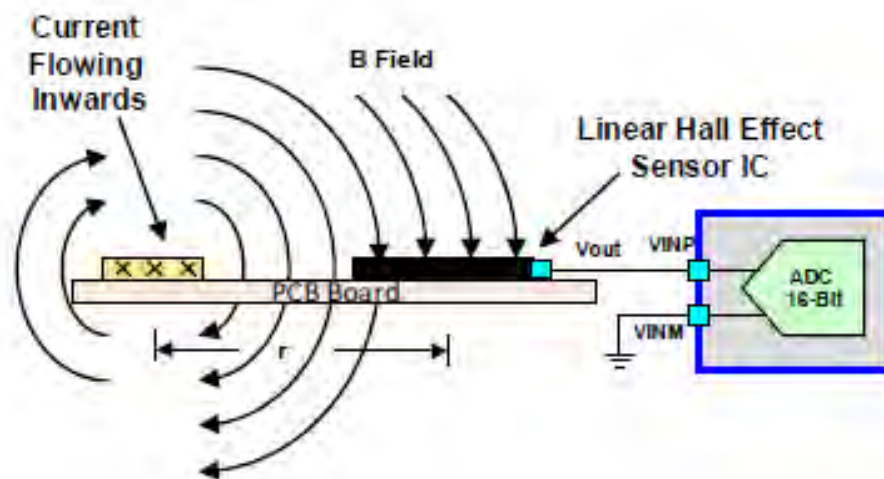 Current
Flowing
Inwards
B Field
Linear Hall Effect
Sensor IC
Vout
VINP
ADC
16-Bit
PCB Board
VINM
r